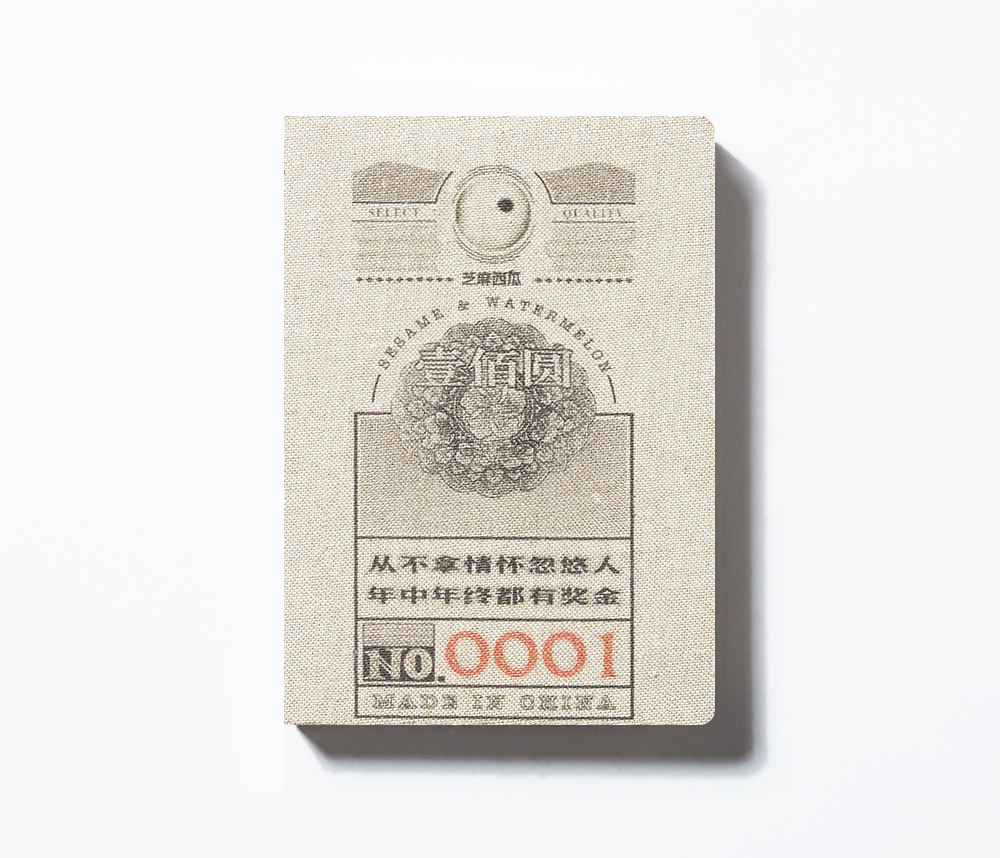 SELECT
QUALITY
芝麻西瓜
SESAME & WATERMELON
壹佰圆
从不拿情怀忽悠人
年中年终都有奖金
NO. 0001
MADE IN CHINA